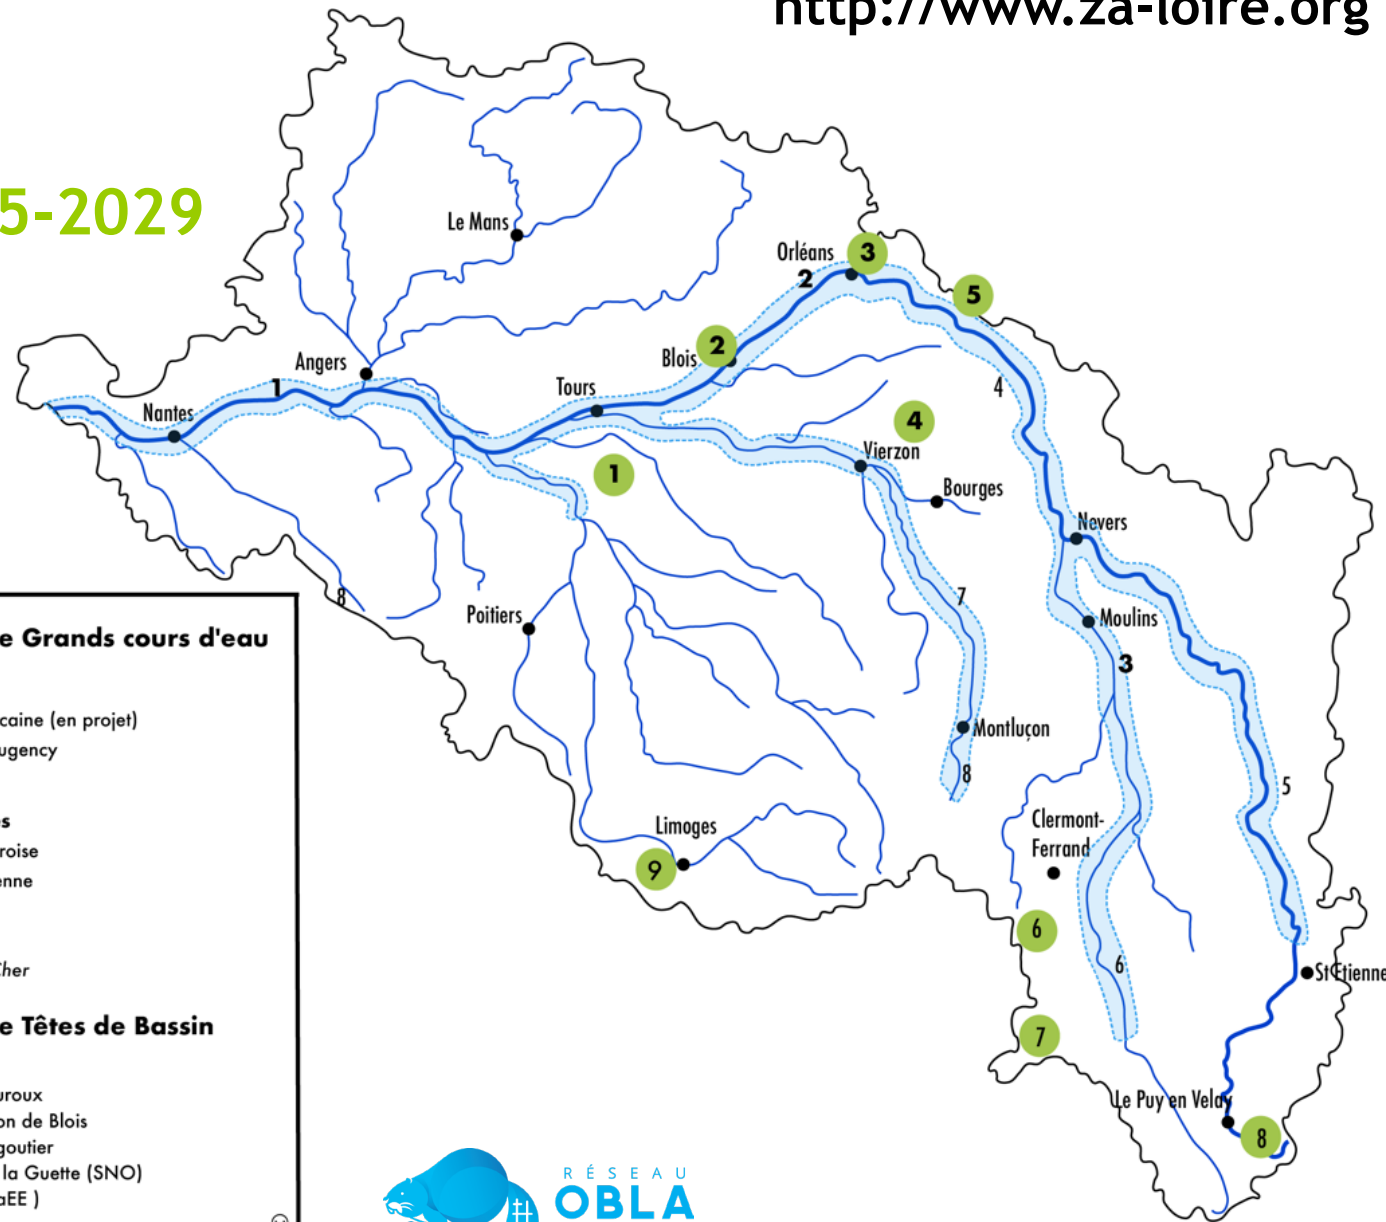 http://www.za-loire.org
5-2029
Le Mans
Orléans
3
2
5
2
Blois
Angers
1
Tours
4
Nantes
4
Vierzon
1
Bourges
Nevers
8
7
Poitiers
Moulins
3
Montluçon
8
5
Clermont-
Ferrand
Limoges
9
6
6
St Etienne
7
Le Puy en Velay
8
e Grands cours d'eau
caine (en projet)
ugency
s
roise
enne
Cher
e Têtes de Bassin
uroux
on de Blois
goutier
la Guette (SNO)
aEE )
RÉSEAU
OBLA